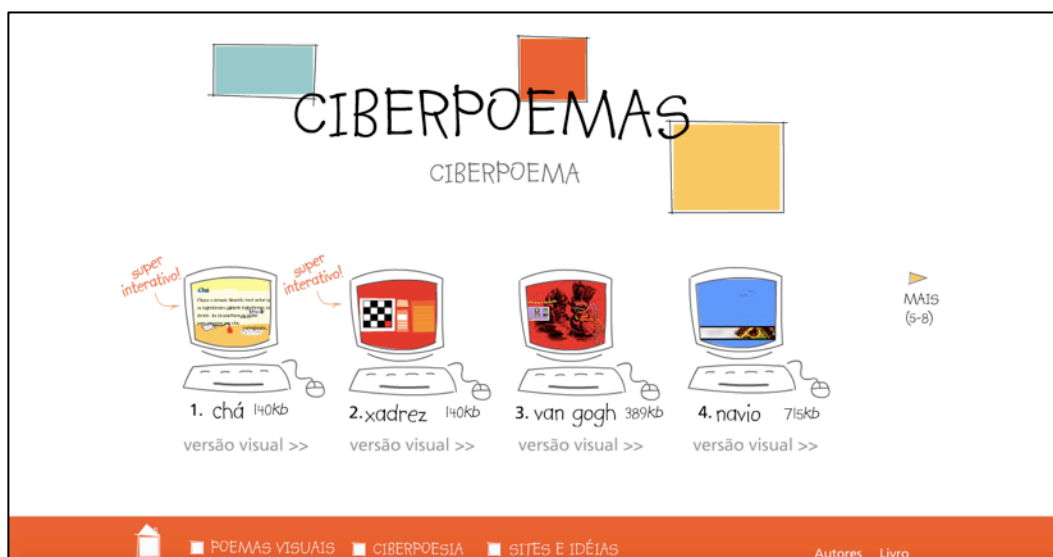 CIBERPOEMAS
CIBERPOEMA
super interativo!
super interativo!
Chá
MAIS
(5-8)
1. chá 140kb
2. xadrez 140kb
3. van gogh 389kb
4. navio 715kb
versão visual >>
versão visual >>
versão visual >>
versão visual >>
POEMAS VISUAIS
CIBERPOESIA
SITES E IDÉIAS
Autores
Livro